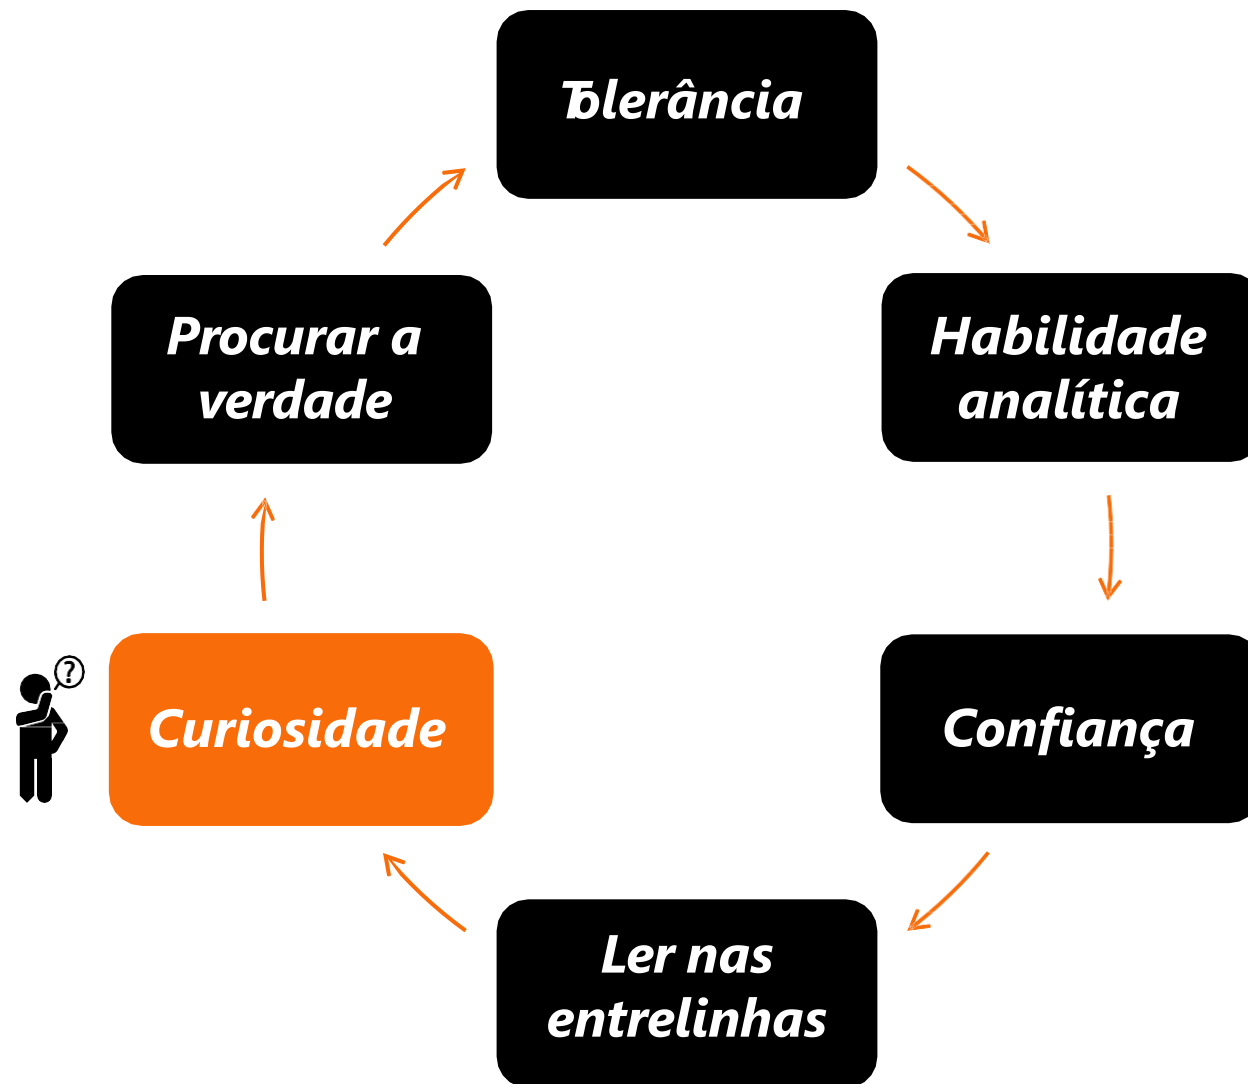 Tolerância
Habilidade
analítica
Confiança
Ler nas
entrelinhas
Curiosidade
?
Procurar a
verdade